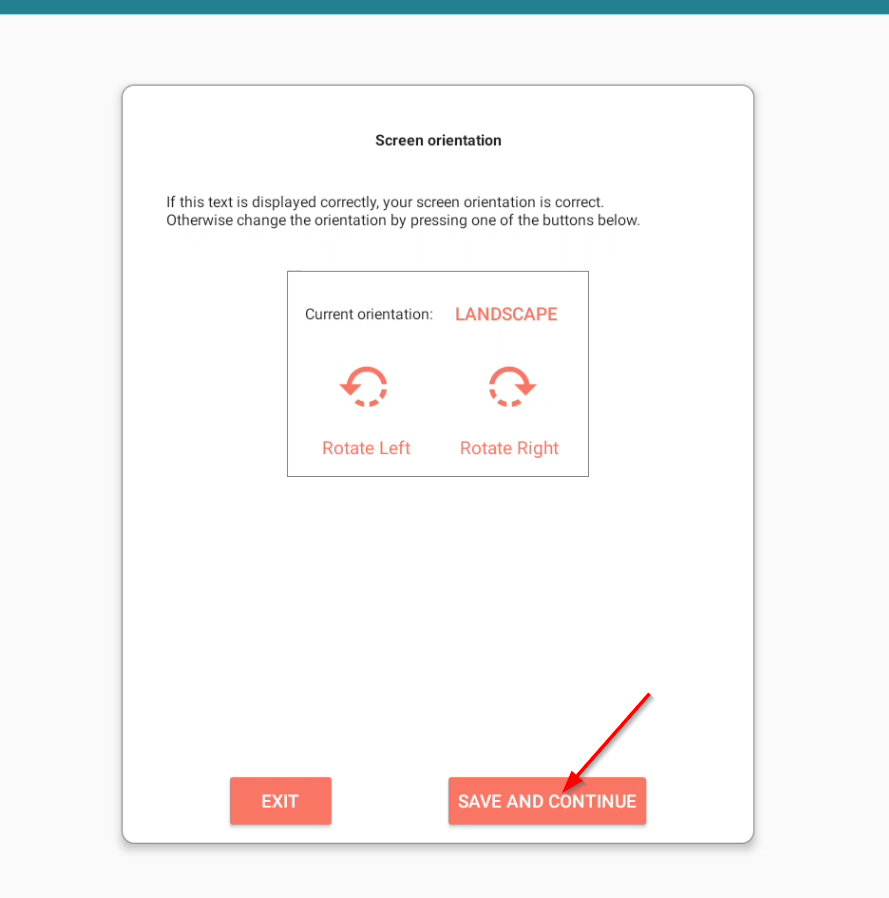 Screen orientation
If this text is displayed correctly, your screen orientation is correct.
Otherwise change the orientation by pressing one of the buttons below.
Current orientation: LANDSCAPE
Rotate Left Rotate Right
EXIT SAVE AND CONTINUE